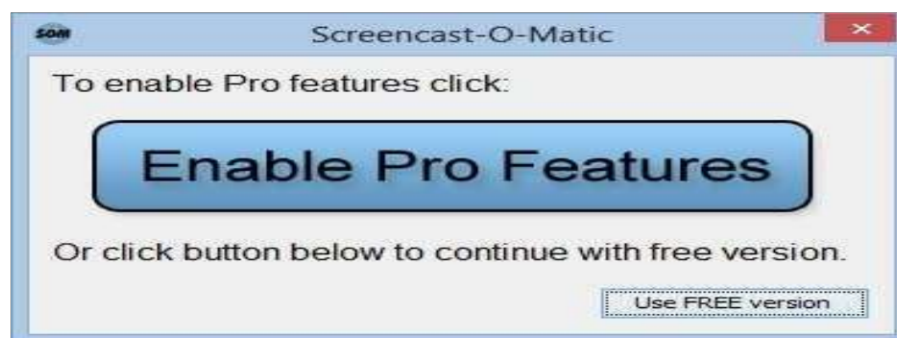 SOM
Screencast-O-Matic
To enable Pro features click:
Enable Pro Features
Or click button below to continue with free version.
Use FREE version